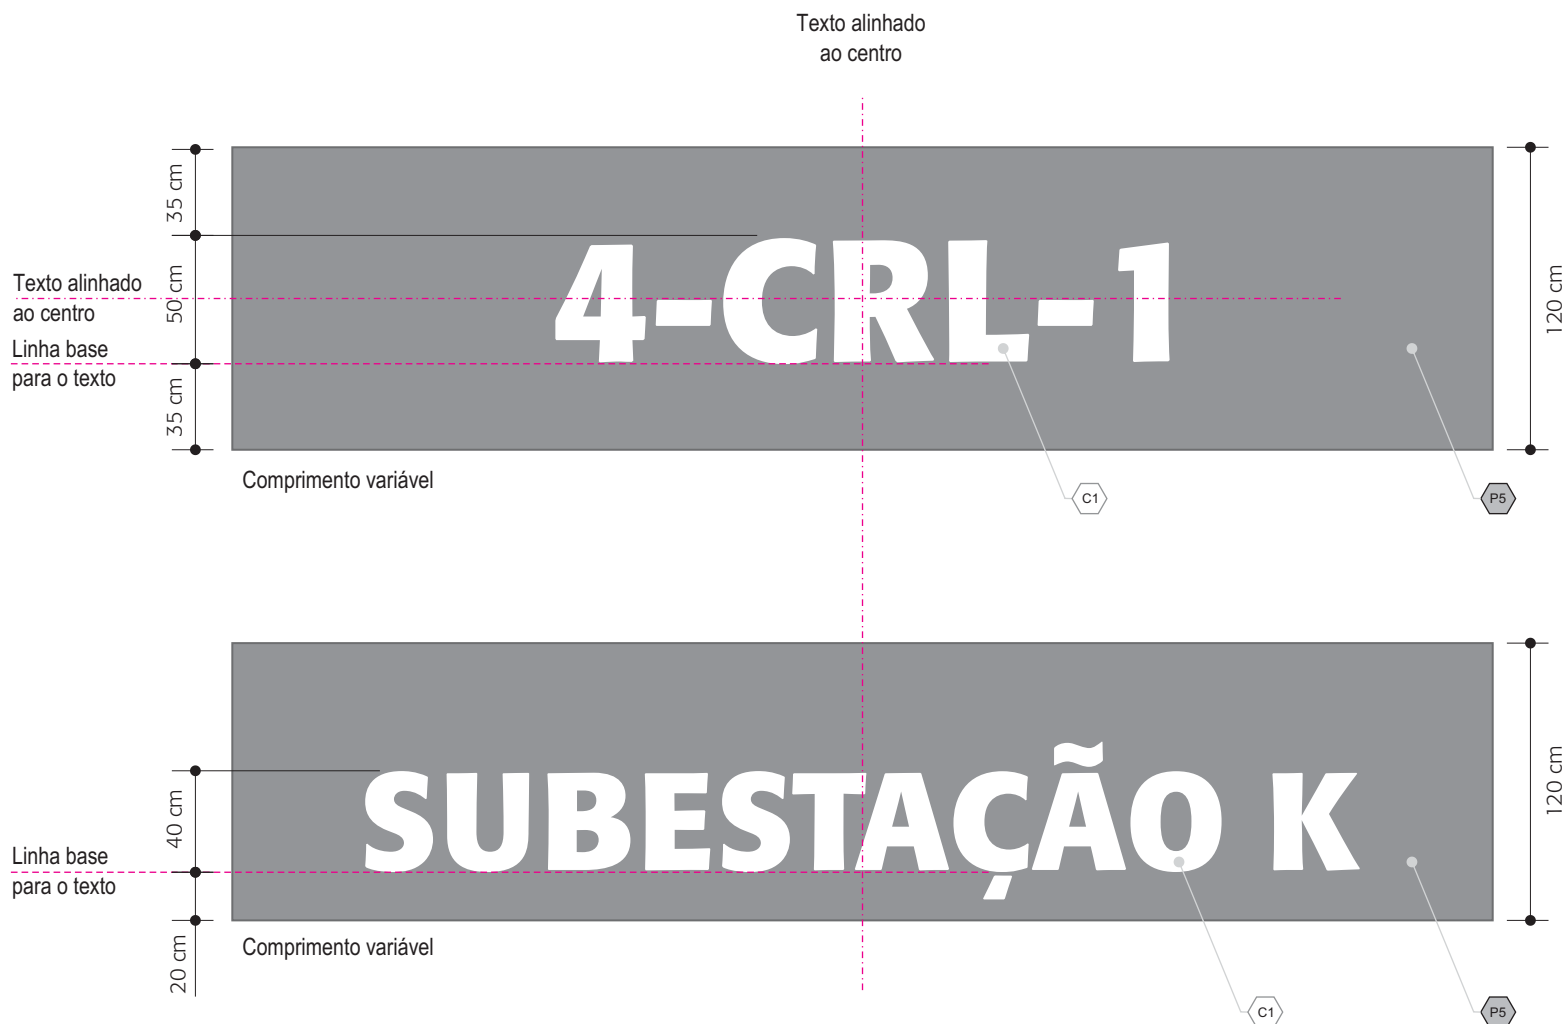 Texto alinhado
ao centro
35 cm
50 cm
35 cm
Texto alinhado
ao centro
Linha base
para o texto
4-CRL-1
120 cm
Comprimento variável
C1
P5
40 cm
20 cm
Linha base
para o texto
SUBESTAÇÃO K
120 cm
Comprimento variável
C1
P5